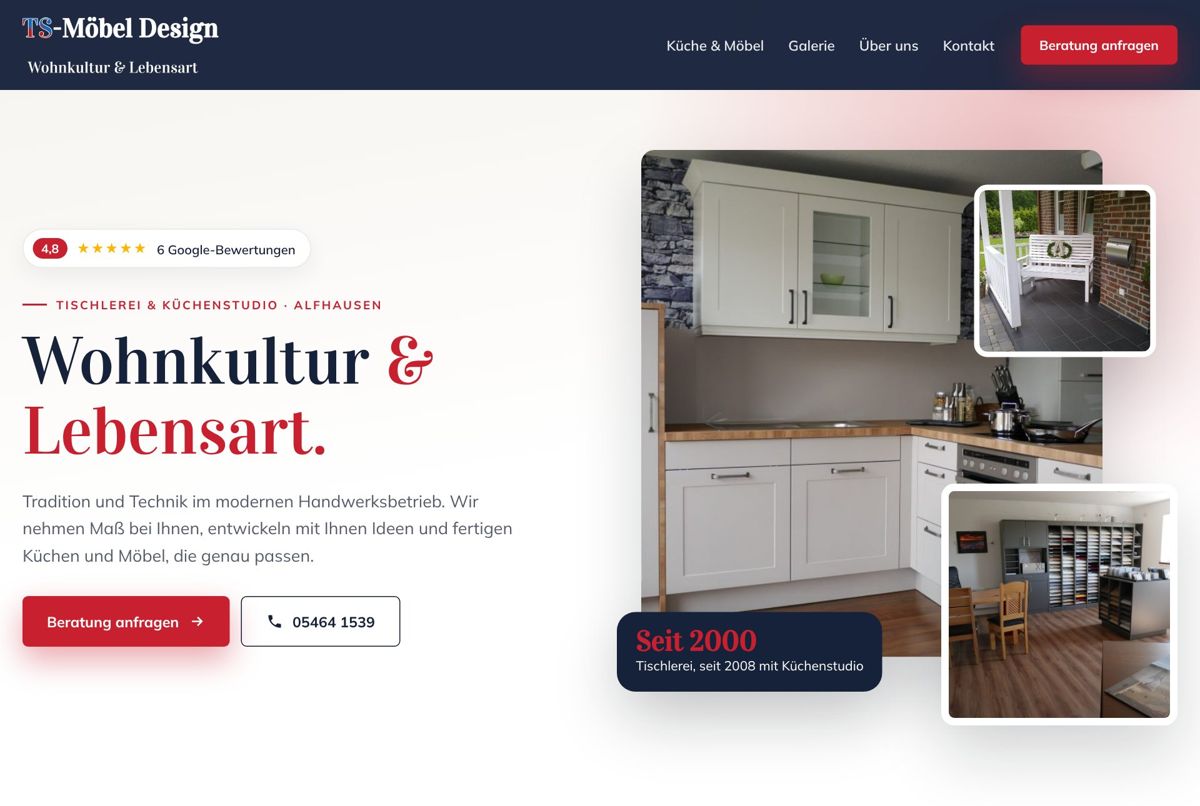 TS-Möbel Design
Wohnkultur & Lebensart
Küche & Möbel
Galerie
Über uns
Kontakt
Beratung anfragen
4,8 ★★★★★ 6 Google-Bewertungen
TISCHLEREI & KÜCHENSTUDIO · ALFHAUSEN
Wohnkultur &
Lebensart.
Tradition und Technik im modernen Handwerksbetrieb. Wir
nehmen Maß bei Ihnen, entwickeln mit Ihnen Ideen und fertigen
Küchen und Möbel, die genau passen.
Beratung anfragen →
05464 1539
Seit 2000
Tischlerei, seit 2008 mit Küchenstudio